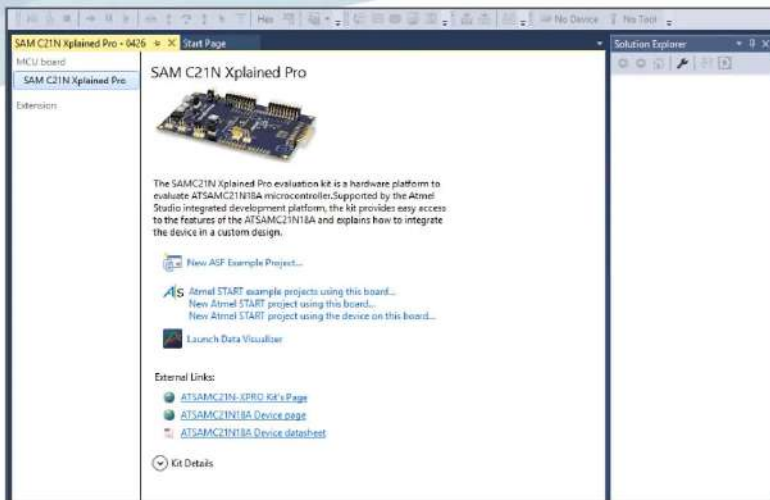 Hex
No Device
No Tool
SAM C21N Xplained Pro - 0426
Start Page
Solution Explorer
MCU board
SAM C21N Xplained Pro
Extension
SAM C21N Xplained Pro
The SAMC21N Xplained Pro evaluation kit is a hardware platform to
evaluate ATSAMC21N18A microcontroller.Supported by the Atmel
Studio integrated development platform, the kit provides easy access
to the features of the ATSAMC21N18A and explains how to integrate
the device in a custom design.
New ASF Example Project...
Atmel START example projects using this board...
New Atmel START project using this board...
New Atmel START project using the device on this board...
Launch Data Visualizer
External Links:
ATSAMC21N-XPRO Kit's Page
ATSAMC21N18A Device page
ATSAMC21N18A Device datasheet
Kit Details